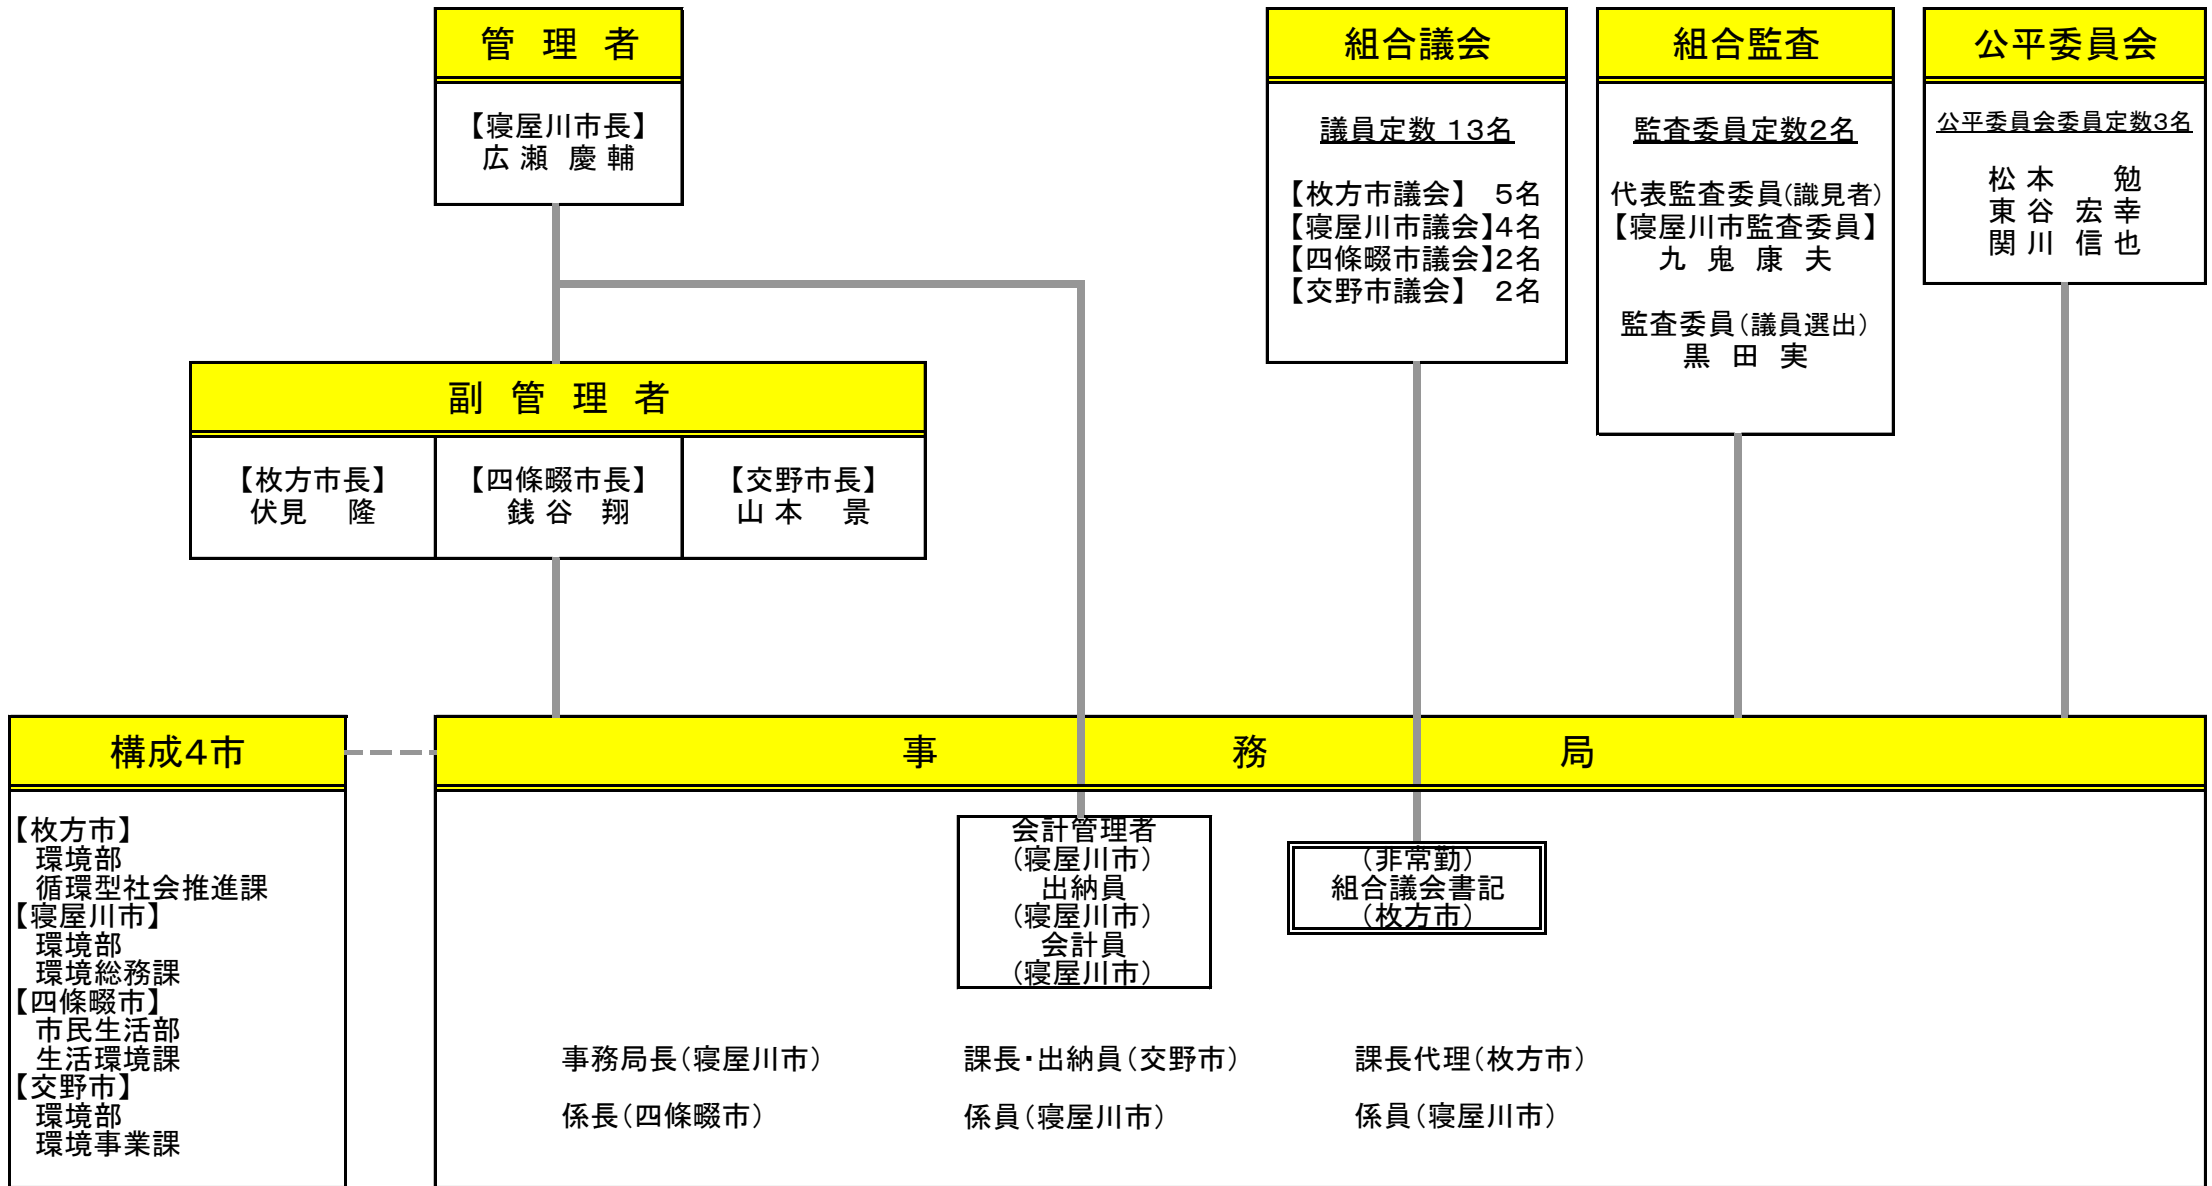 管 理 者
【寝屋川市長】
広 瀬 慶 輔
副 管 理 者
【枚方市長】
伏見 隆
【四條畷市長】
銭 谷 翔
【交野市長】
山 本 景
組合議会
議員定数 13名
【枚方市議会】 5名
【寝屋川市議会】4名
【四條畷市議会】2名
【交野市議会】 2名
組合監査
監査委員定数2名
代表監査委員(識見者)
【寝屋川市監査委員】
九 鬼 康 夫
監査委員(議員選出)
黒 田 実
公平委員会
公平委員会委員定数3名
松 本 勉
東 谷 宏 幸
関 川 信 也
構成4市
【枚方市】
環境部
循環型社会推進課
【寝屋川市】
環境部
環境総務課
【四條畷市】
市民生活部
生活環境課
【交野市】
環境部
環境事業課
事 務 局
会計管理者
(寝屋川市)
出納員
(寝屋川市)
会計員
(寝屋川市)
(非常勤)
組合議会書記
(枚方市)
事務局長(寝屋川市) 課長・出納員(交野市) 課長代理(枚方市)
係長(四條畷市) 係員(寝屋川市) 係員(寝屋川市)